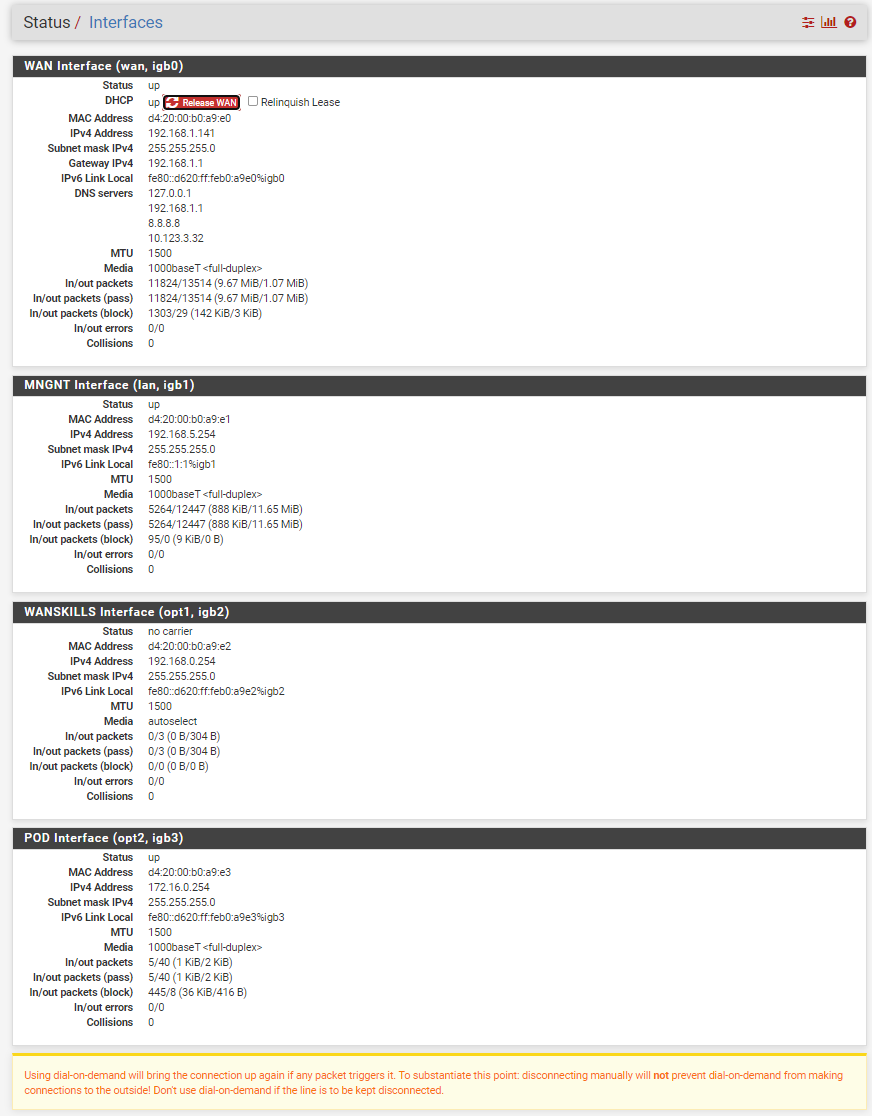 Status / Interfaces
WAN Interface (wan, igb0)
Status up
DHCP up Release WAN Relinquish Lease
MAC Address d4:20:00:b0:a9:e0
IPv4 Address 192.168.1.141
Subnet mask IPv4 255.255.255.0
Gateway IPv4 192.168.1.1
IPv6 Link Local fe80::d620:ff:feb0:a9e0%igb0
DNS servers 127.0.0.1
192.168.1.1
8.8.8.8
10.123.3.32
MTU 1500
Media 1000baseT <full-duplex>
In/out packets 11824/13514 (9.67 MiB/1.07 MiB)
In/out packets (pass) 11824/13514 (9.67 MiB/1.07 MiB)
In/out packets (block) 1303/29 (142 KiB/3 KiB)
In/out errors 0/0
Collisions 0
MNGNT Interface (lan, igb1)
Status up
MAC Address d4:20:00:b0:a9:e1
IPv4 Address 192.168.5.254
Subnet mask IPv4 255.255.255.0
IPv6 Link Local fe80::1:1%igb1
MTU 1500
Media 1000baseT <full-duplex>
In/out packets 5264/12447 (888 KiB/11.65 MiB)
In/out packets (pass) 5264/12447 (888 KiB/11.65 MiB)
In/out packets (block) 95/0 (9 KiB/0 B)
In/out errors 0/0
Collisions 0
WANSKILLS Interface (opt1, igb2)
Status no carrier
MAC Address d4:20:00:b0:a9:e2
IPv4 Address 192.168.0.254
Subnet mask IPv4 255.255.255.0
IPv6 Link Local fe80::d620:ff:feb0:a9e2%igb2
MTU 1500
Media autoselect
In/out packets 0/3 (0 B/304 B)
In/out packets (pass) 0/3 (0 B/304 B)
In/out packets (block) 0/0 (0 B/0 B)
In/out errors 0/0
Collisions 0
POD Interface (opt2, igb3)
Status up
MAC Address d4:20:00:b0:a9:e3
IPv4 Address 172.16.0.254
Subnet mask IPv4 255.255.255.0
IPv6 Link Local fe80::d620:ff:feb0:a9e3%igb3
MTU 1500
Media 1000baseT <full-duplex>
In/out packets 5/40 (1 KiB/2 KiB)
In/out packets (pass) 5/40 (1 KiB/2 KiB)
In/out packets (block) 445/8 (36 KiB/416 B)
In/out errors 0/0
Collisions 0
Using dial-on-demand will bring the connection up again if any packet triggers it. To substantiate this point: disconnecting manually will not prevent dial-on-demand from making
connections to the outside! Don't use dial-on-demand if the line is to be kept disconnected.